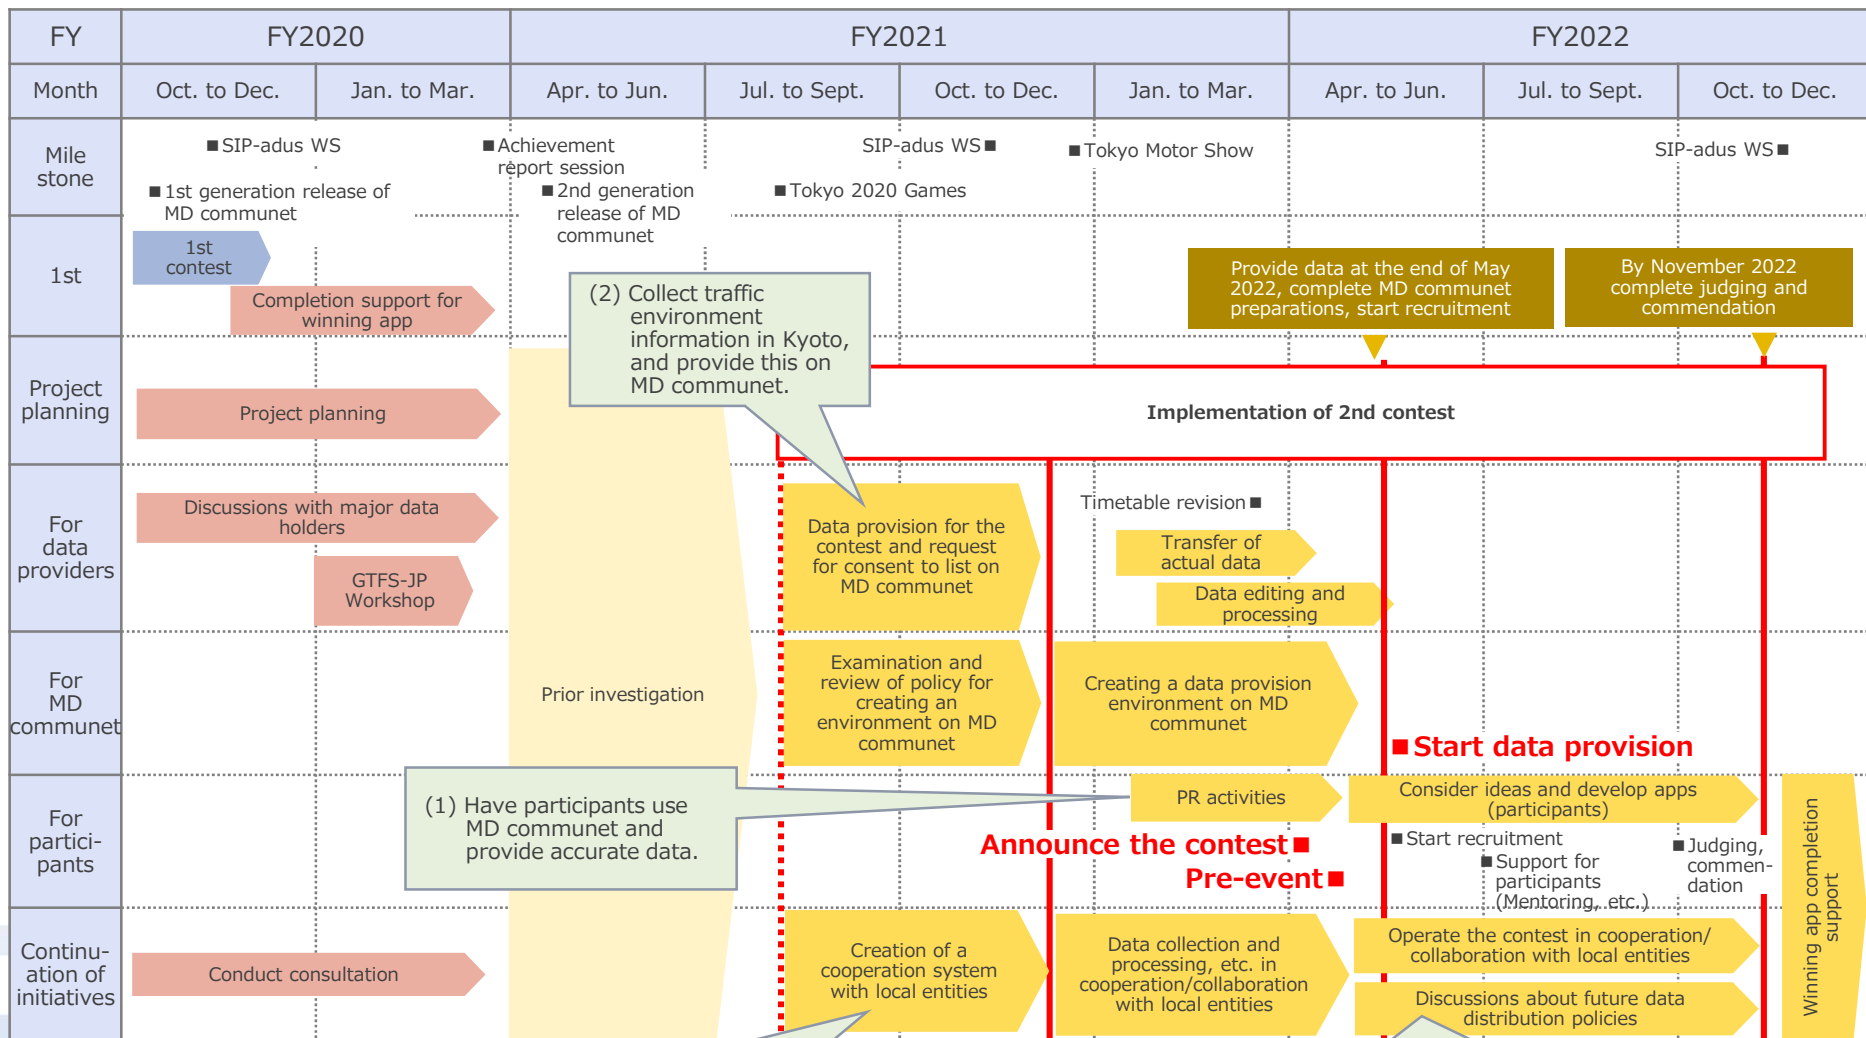 FY
FY2020
FY2021
FY2022
Month
Oct. to Dec.
Jan. to Mar.
Apr. to Jun.
Jul. to Sept.
Oct. to Dec.
Jan. to Mar.
Apr. to Jun.
Jul. to Sept.
Oct. to Dec.
Mile
stone
■SIP-adus WS
■Achievement
report session
SIP-adus WS■
■Tokyo Motor Show
SIP-adus WS■
■1st generation release of
MD communet
■2nd generation
release of MD
communet
■Tokyo 2020 Games
1st
1st
contest
Completion support for
winning app
(2) Collect traffic
environment
information in Kyoto,
and provide this on
MD communet.
Provide data at the end of May
2022, complete MD communet
preparations, start recruitment
By November 2022
complete judging and
commendation
Project
planning
Project planning
Implementation of 2nd contest
For
data
providers
Discussions with major data
holders
GTFS-JP
Workshop
Data provision for the
contest and request
for consent to list on
MD communet
Timetable revision■
Transfer of
actual data
Data editing and
processing
For
MD
communet
Prior investigation
Examination and
review of policy for
creating an
environment on MD
communet
Creating a data provision
environment on MD
communet
■Start data provision
For
partici-
pants
(1) Have participants use
MD communet and
provide accurate data.
PR activities
Consider ideas and develop apps
(participants)
Announce the contest■
Pre-event■
■Start recruitment
■Support for
participants
(Mentoring, etc.)
■Judging,
commen-
dation
Winning app completion
support
Continu-
ation of
initiatives
Conduct consultation
Creation of a
cooperation system
with local entities
Data collection and
processing, etc. in
cooperation/collaboration
with local entities
Operate the contest in cooperation/
collaboration with local entities
Discussions about future data
distribution policies